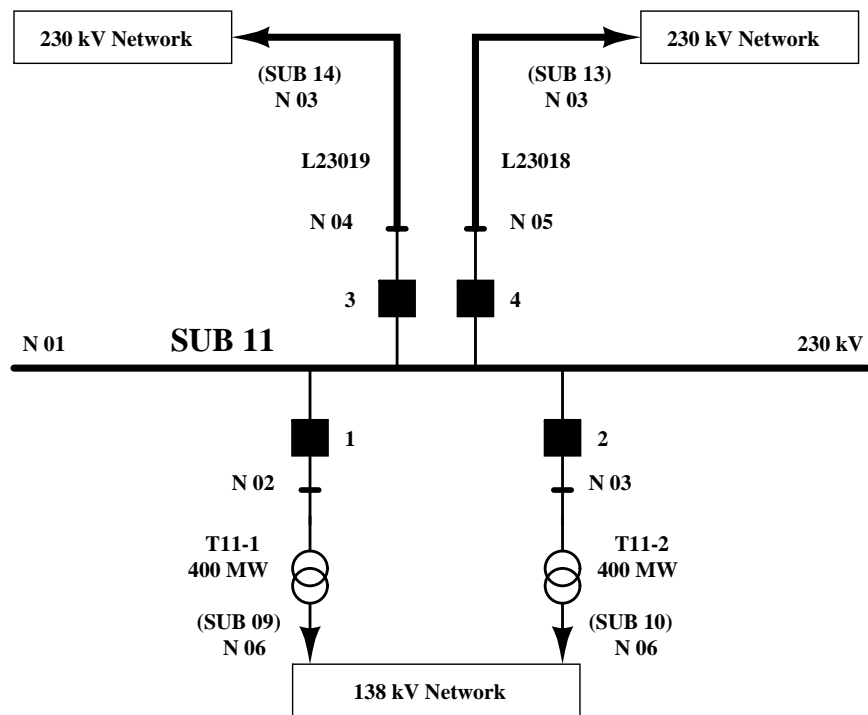 230 kV Network
230 kV Network
(SUB 14)
N 03
(SUB 13)
N 03
L23019
L23018
N 04
N 05
3
4
N 01
SUB 11
230 kV
1
2
N 02
N 03
T11-1
400 MW
T11-2
400 MW
(SUB 09)
N 06
(SUB 10)
N 06
138 kV Network